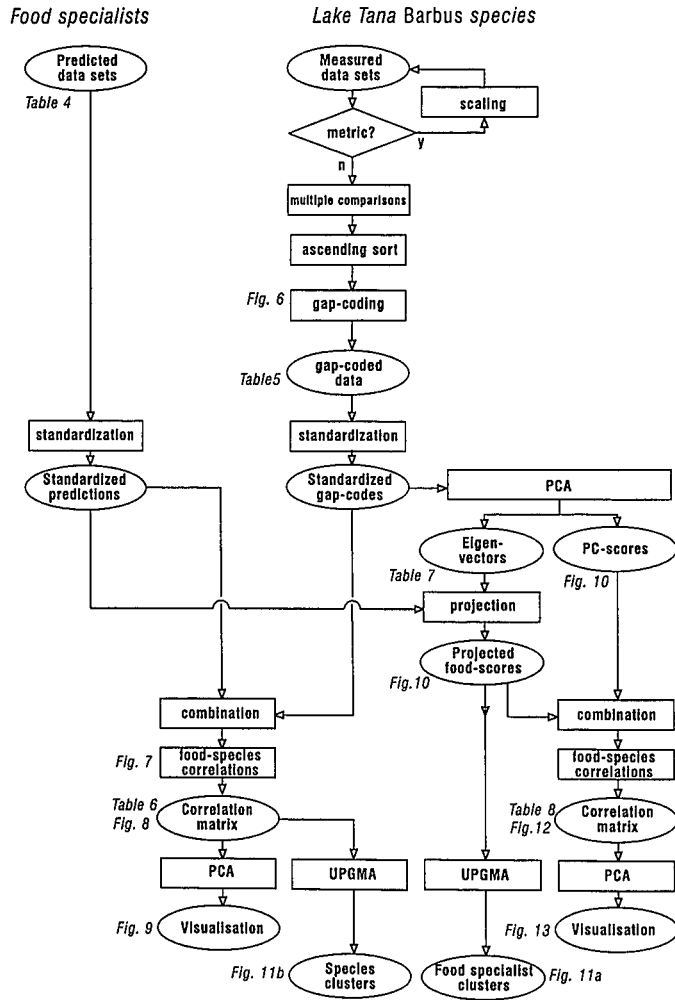 Food specialists
Lake Tana Barbus species
Predicted
data sets
Table 4
Measured
data sets
scaling
metric?
y
n
multiple comparisons
ascending sort
Fig. 6
gap-coding
gap-coded
data
Table5
standardization
standardization
Standardized
predictions
Standardized
gap-codes
PCA
Eigen-
vectors
PC-scores
Table 7
Fig. 10
projection
Projected
food-scores
Fig.10
combination
combination
Fig. 7
food-species
correlations
food-species
correlations
Table 6
Fig. 8
Correlation
matrix
Table 8
Fig.12
Correlation
matrix
PCA
UPGMA
UPGMA
PCA
Fig. 9
Visualisation
Fig. 13
Visualisation
Fig. 11b
Species
clusters
Food specialist
clusters
Fig. 11a